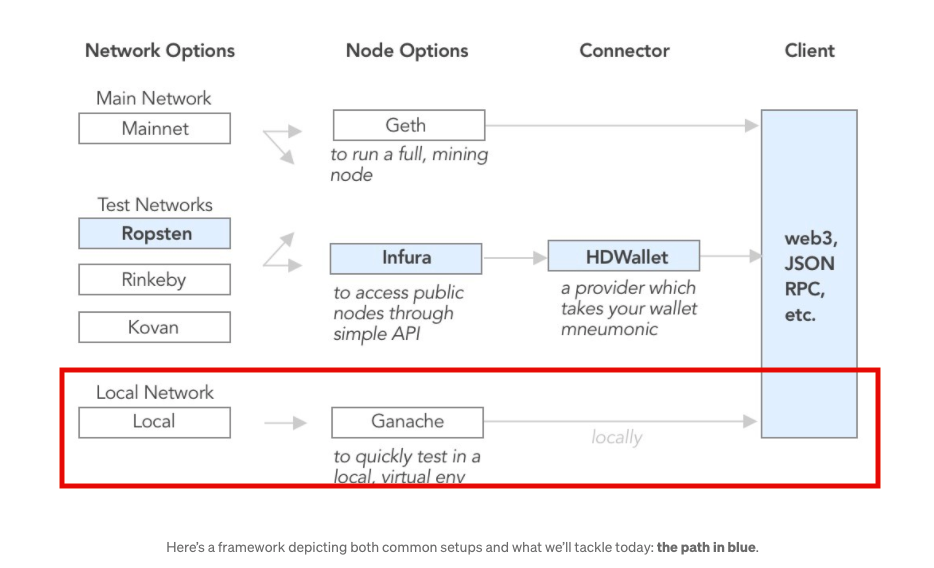 Network Options Node Options Connector Client
Main Network
Mainnet
Geth
to run a full, mining
node
Test Networks
Ropsten
Rinkeby
Kovan
Infura
to access public
nodes through
simple API
HDWallet
a provider which
takes your wallet
mneumonic
web3,
JSON
RPC,
etc.
Local Network
Local
Ganache
locally
to quickly test in a
local, virtual env
Here's a framework depicting both common setups and what we'll tackle today: the path in blue.